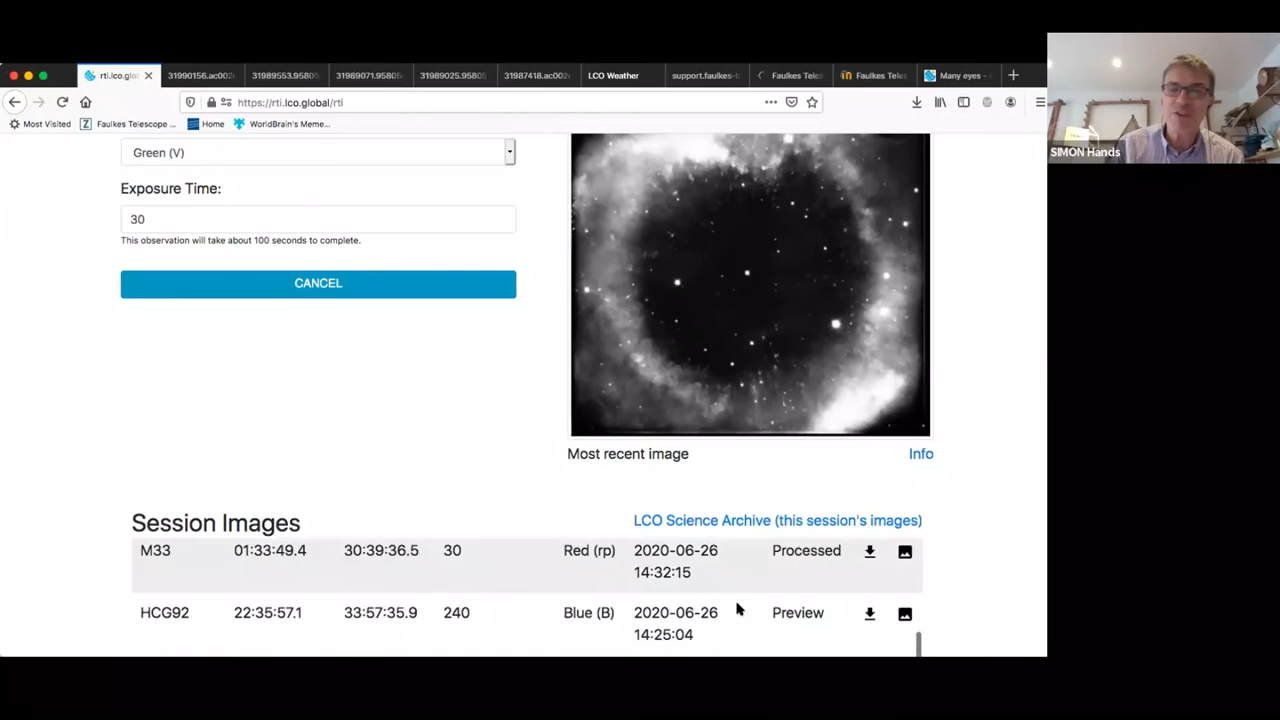 rti.lco.glo
31990156.ac002
31989553.95805
31989071.95805
31989025.95805
31987418.ac002
LCO Weather
support.faulkes-t
Faulkes Tele
Faulkes Teles
Many eyes -
https://rti.lco.global/rti
Most Visited
Faulkes Telescope ...
Home
WorldBrain's Meme...
SIMON Hands
Green (V)
Exposure Time:
30
This observation will take about 100 seconds to complete.
CANCEL
Most recent image Info
Session Images LCO Science Archive (this session's images)
M33 01:33:49.4 30:39:36.5 30 Red (rp) 2020-06-26 Processed
14:32:15
HCG92 22:35:57.1 33:57:35.9 240 Blue (B) 2020-06-26 Preview
14:25:04